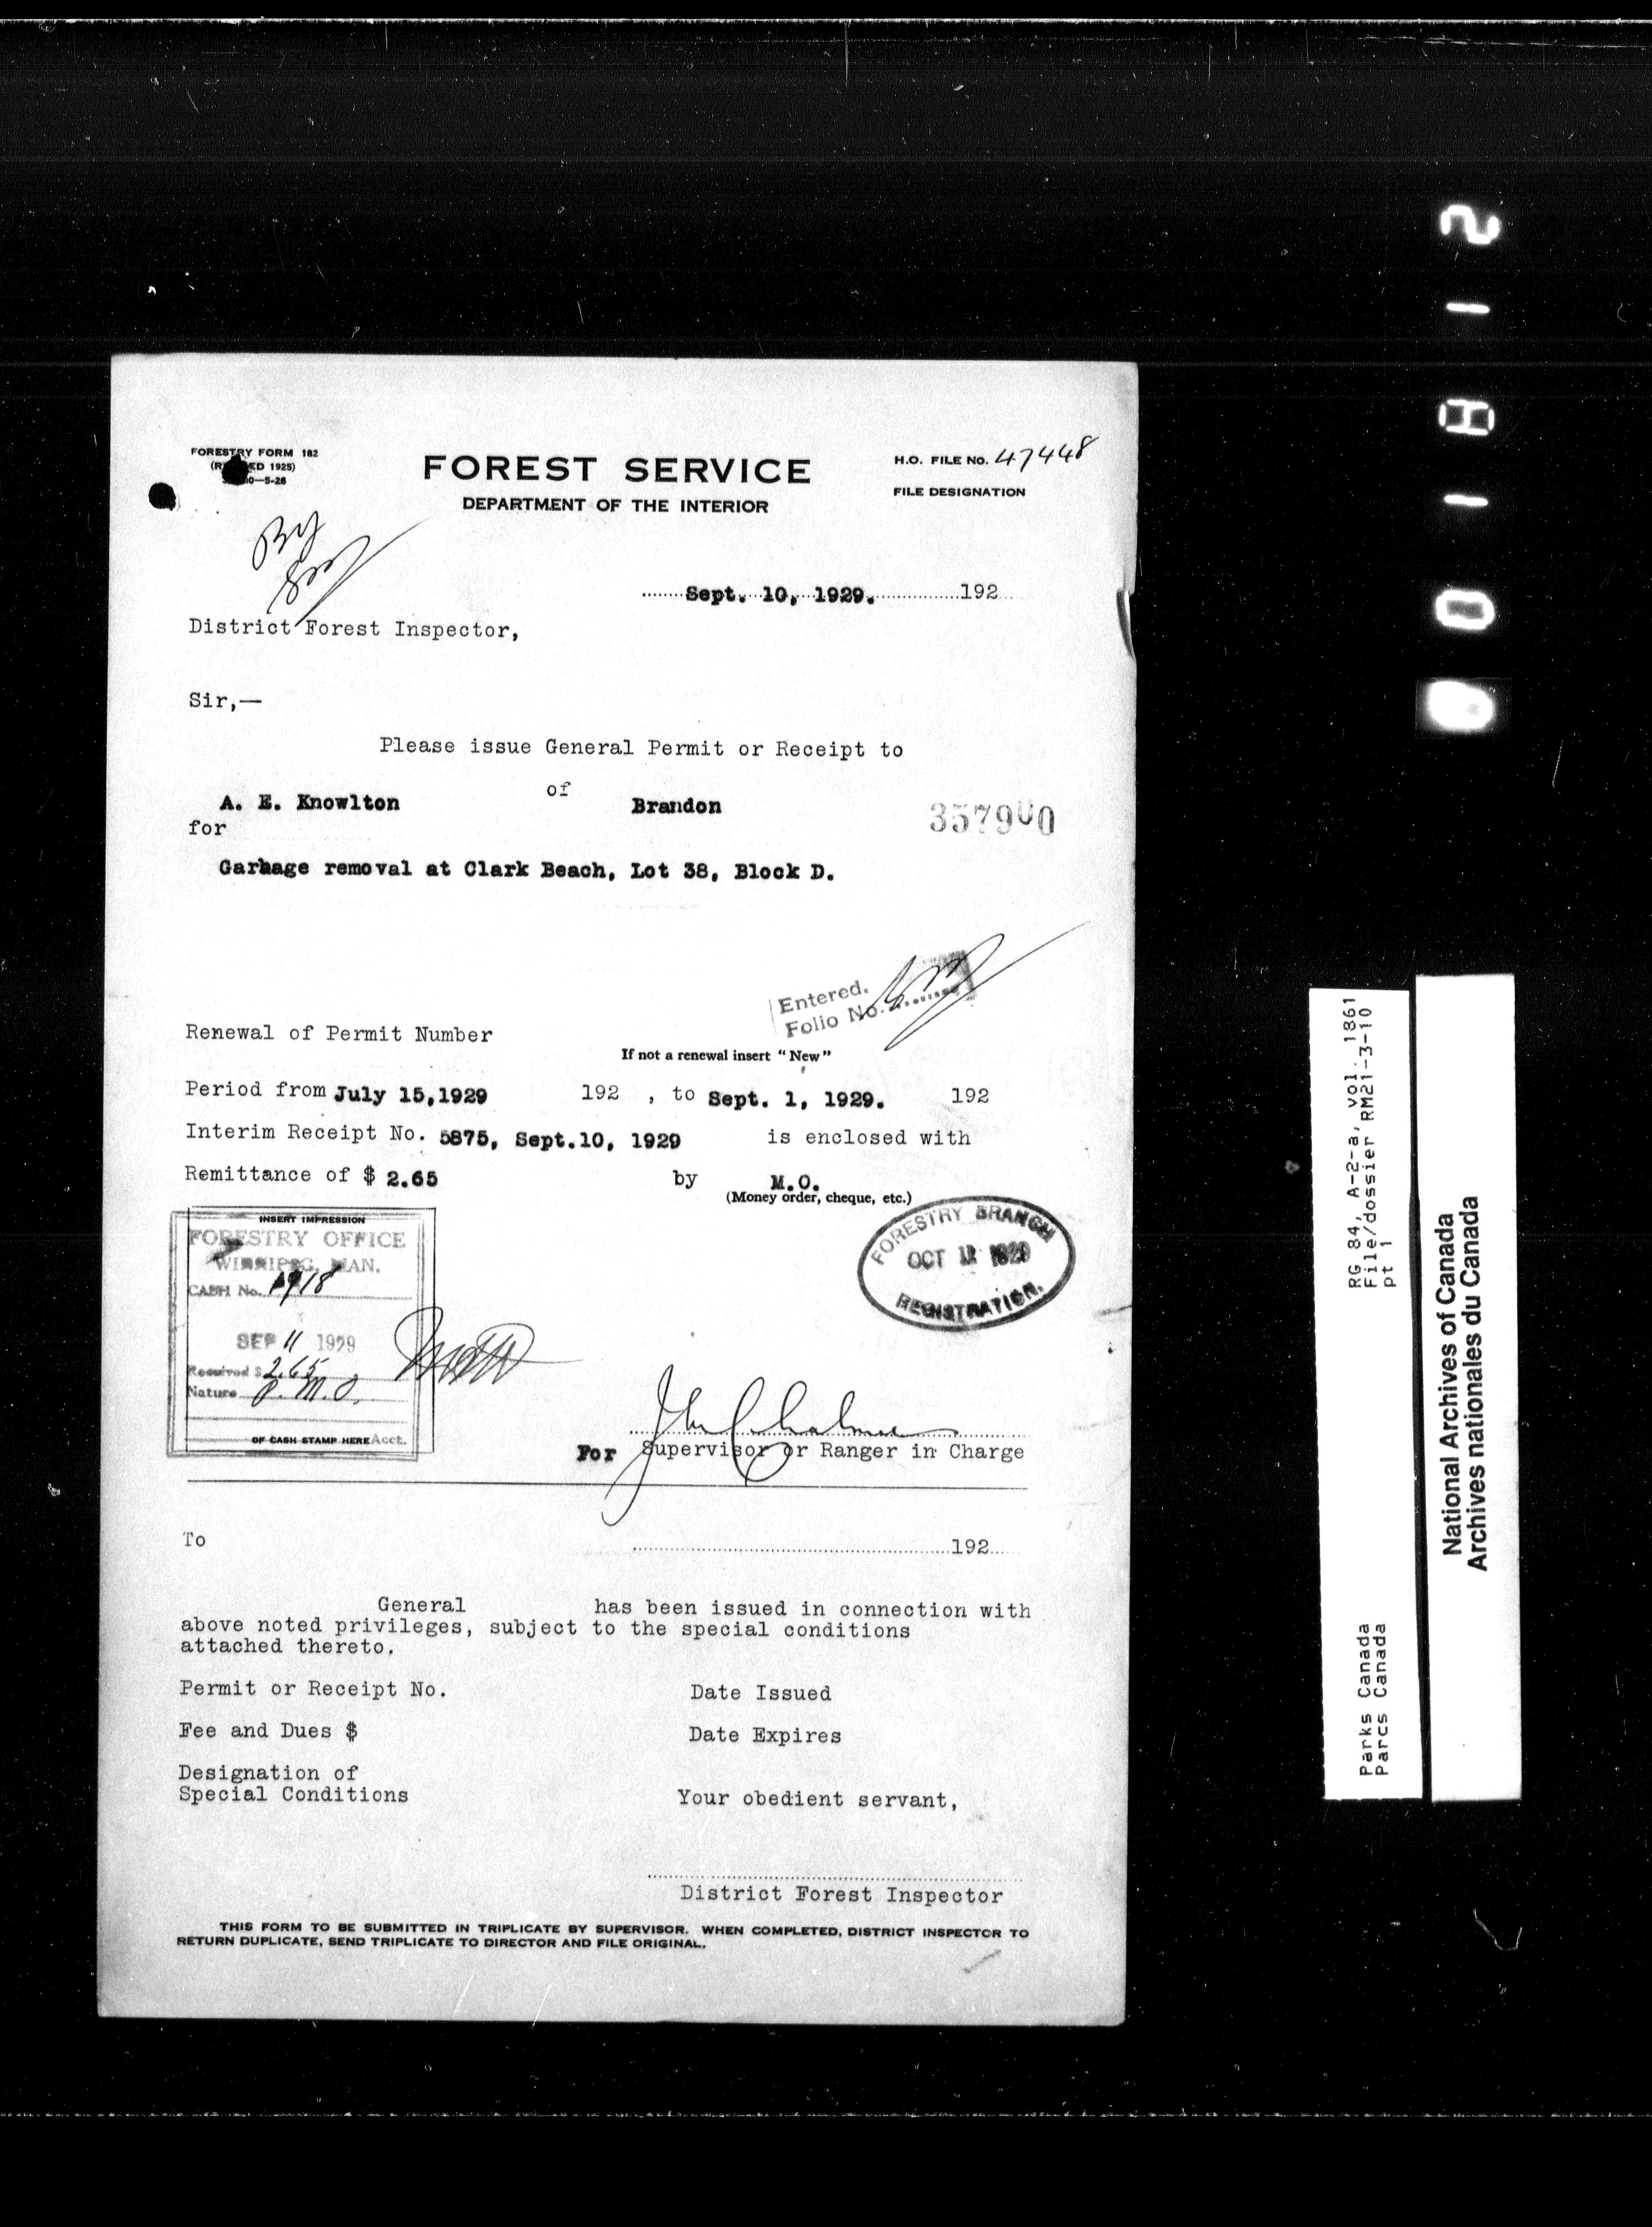 FORESTRY FORM 182
ED 1925)
FOREST SERVICE
DEPARTMENT OF THE INTERIOR
H.O. FILE NO. 47448
FILE DESIGNATION
Sept. 10, 1929. 192
District Forest Inspector,
Sir,—
Please issue General Permit or Receipt to
A. E. Knowlton of Brandon
357900
for
Garbage removal at Clark Beach, Lot 38, Block D.
Entered.
Folio No.
Renewal of Permit Number
If not a renewal insert "New"
Period from July 15,1929 192 , to Sept. 1, 1929. 192
Interim Receipt No. 5875, Sept.10, 1929 is enclosed with
Remittance of $ 2.65 by M.O.
(Money order, cheque, etc.)
INSERT IMPRESSION
FORESTRY OFFICE
WINNIPEG, MAN.
CASH No. 1918
SEP 11 1929
Received $ 2.65
Nature P. M. O.
OF CASH STAMP HERE Acct.
FORESTRY BRANCH
OCT 12 1929
REGISTRATION.
For Supervisor or Ranger in Charge
To
192
General has been issued in connection with
above noted privileges, subject to the special conditions
attached thereto.
Permit or Receipt No. Date Issued
Fee and Dues $ Date Expires
Designation of
Special Conditions Your obedient servant,
District Forest Inspector
THIS FORM TO BE SUBMITTED IN TRIPLICATE BY SUPERVISOR. WHEN COMPLETED, DISTRICT INSPECTOR TO
RETURN DUPLICATE, SEND TRIPLICATE TO DIRECTOR AND FILE ORIGINAL.
Parks Canada RG 84, A-2-a, vol. 1861
Parcs Canada File/dossier RM21-3-10
pt 1
National Archives of Canada
Archives nationales du Canada